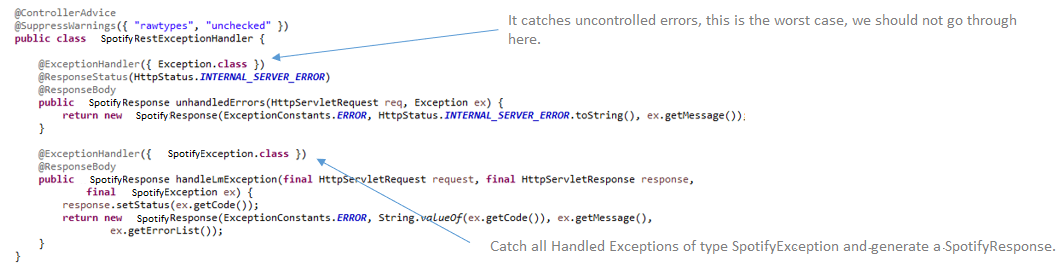 @ControllerAdvice
@SuppressWarnings({ "rawtypes", "unchecked" })
public class SpotifyRestExceptionHandler {
It catches uncontrolled errors, this is the worst case, we should not go through
here.
@ExceptionHandler({ Exception.class })
@ResponseStatus(HttpStatus.INTERNAL_SERVER_ERROR)
@ResponseBody
public SpotifyResponse unhandledErrors(HttpServletRequest req, Exception ex) {
return new SpotifyResponse(ExceptionConstants.ERROR, HttpStatus.INTERNAL_SERVER_ERROR.toString(), ex.getMessage());
}
@ExceptionHandler({ SpotifyException.class })
@ResponseBody
public SpotifyResponse handleLmException(final HttpServletRequest request, final HttpServletResponse response,
final SpotifyException ex) {
response.setStatus(ex.getCode());
return new SpotifyResponse(ExceptionConstants.ERROR, String.valueOf(ex.getCode()), ex.getMessage(),
ex.getErrorList());
}
Catch all Handled Exceptions of type SpotifyException and generate a SpotifyResponse.
}